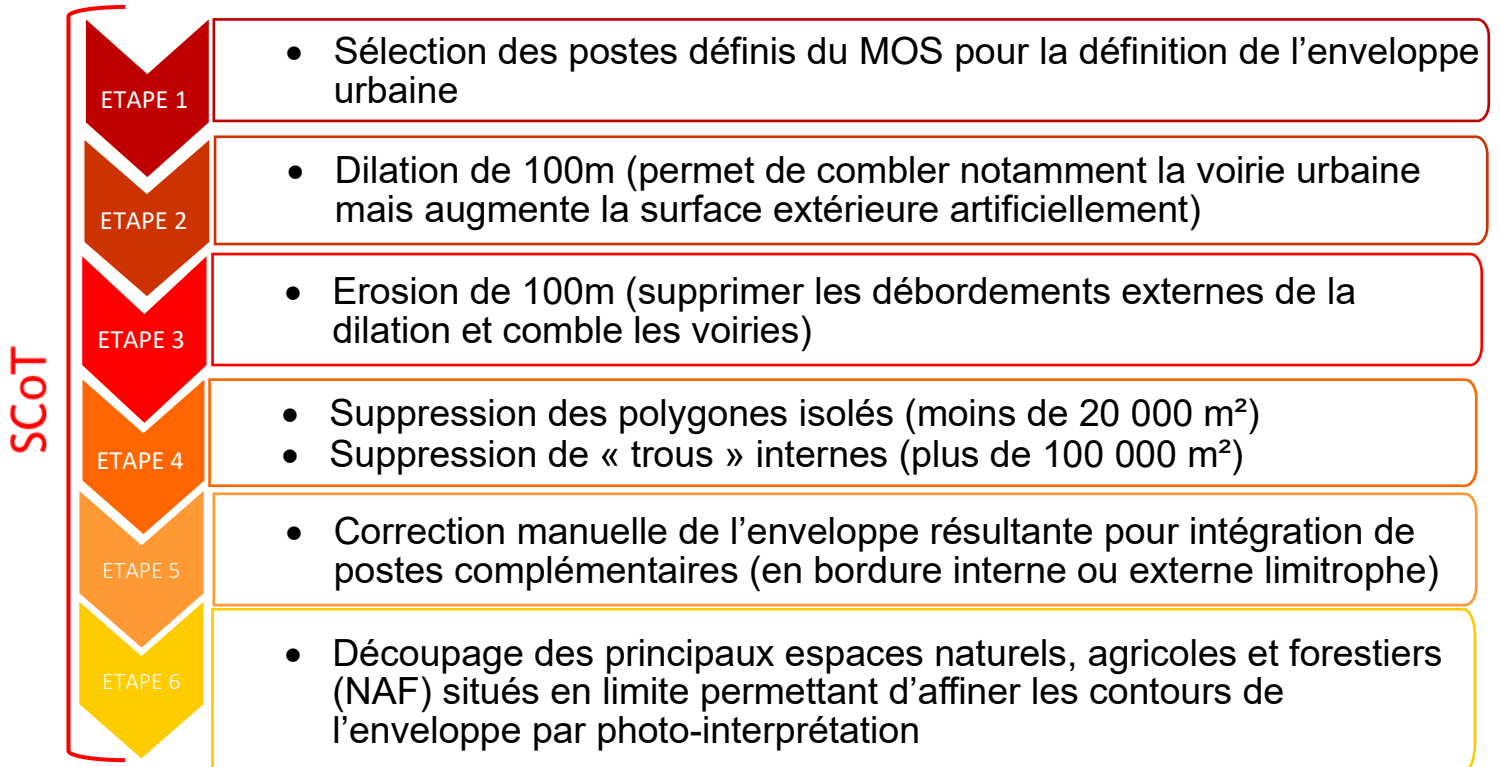 SCoT
ETAPE 1
• Sélection des postes définis du MOS pour la définition de l’enveloppe
urbaine
ETAPE 2
• Dilation de 100m (permet de combler notamment la voirie urbaine
mais augmente la surface extérieure artificiellement)
ETAPE 3
• Erosion de 100m (supprimer les débordements externes de la
dilation et comble les voiries)
ETAPE 4
• Suppression des polygones isolés (moins de 20 000 m²)
• Suppression de « trous » internes (plus de 100 000 m²)
ETAPE 5
• Correction manuelle de l’enveloppe résultante pour intégration de
postes complémentaires (en bordure interne ou externe limitrophe)
ETAPE 6
• Découpage des principaux espaces naturels, agricoles et forestiers
(NAF) situés en limite permettant d’affiner les contours de
l’enveloppe par photo-interprétation